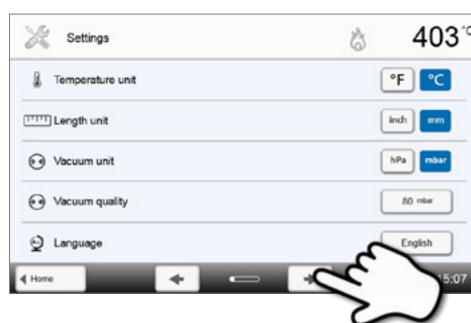 Settings 403 °C
Temperature unit °F °C
Length unit inch mm
Vacuum unit hPa mbar
Vacuum quality 80 mbar
Language English
Home 15:07